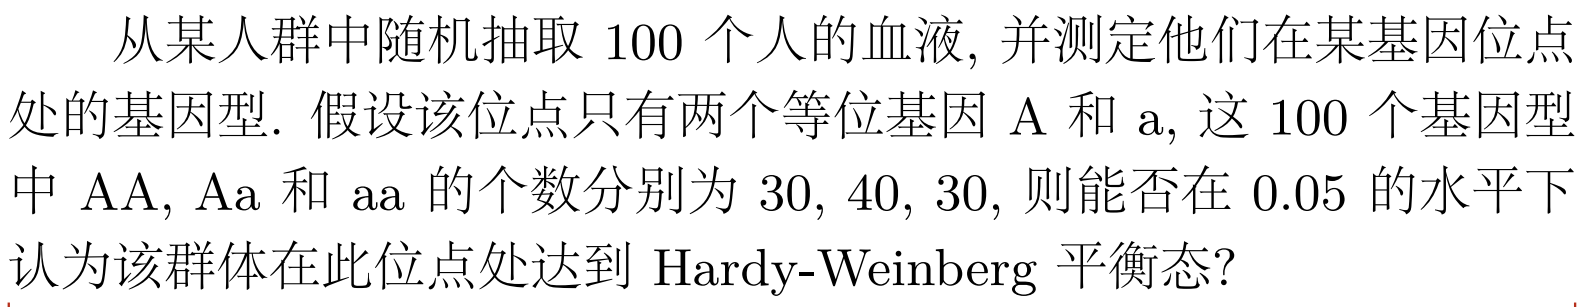 从某人群中随机抽取 100 个人的血液, 并测定他们在某基因位点
处的基因型. 假设该位点只有两个等位基因 A 和 a, 这 100 个基因型
中 AA, Aa 和 aa 的个数分别为 30, 40, 30, 则能否在 0.05 的水平下
认为该群体在此位点处达到 Hardy-Weinberg 平衡态?